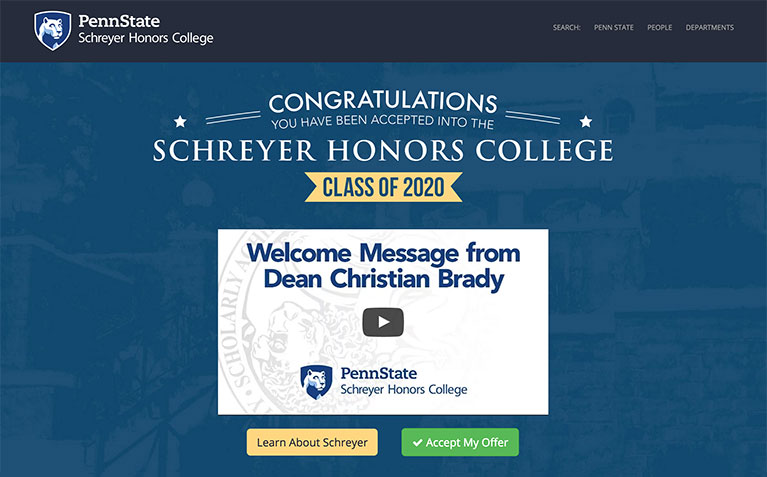 PennState
Schreyer Honors College
SEARCH: PENN STATE PEOPLE DEPARTMENTS
CONGRATULATIONS
YOU HAVE BEEN ACCEPTED INTO THE
SCHREYER HONORS COLLEGE
CLASS OF 2020
Welcome Message from
Dean Christian Brady
SCHOLARLY
PennState
Schreyer Honors College
Learn About Schreyer
Accept My Offer